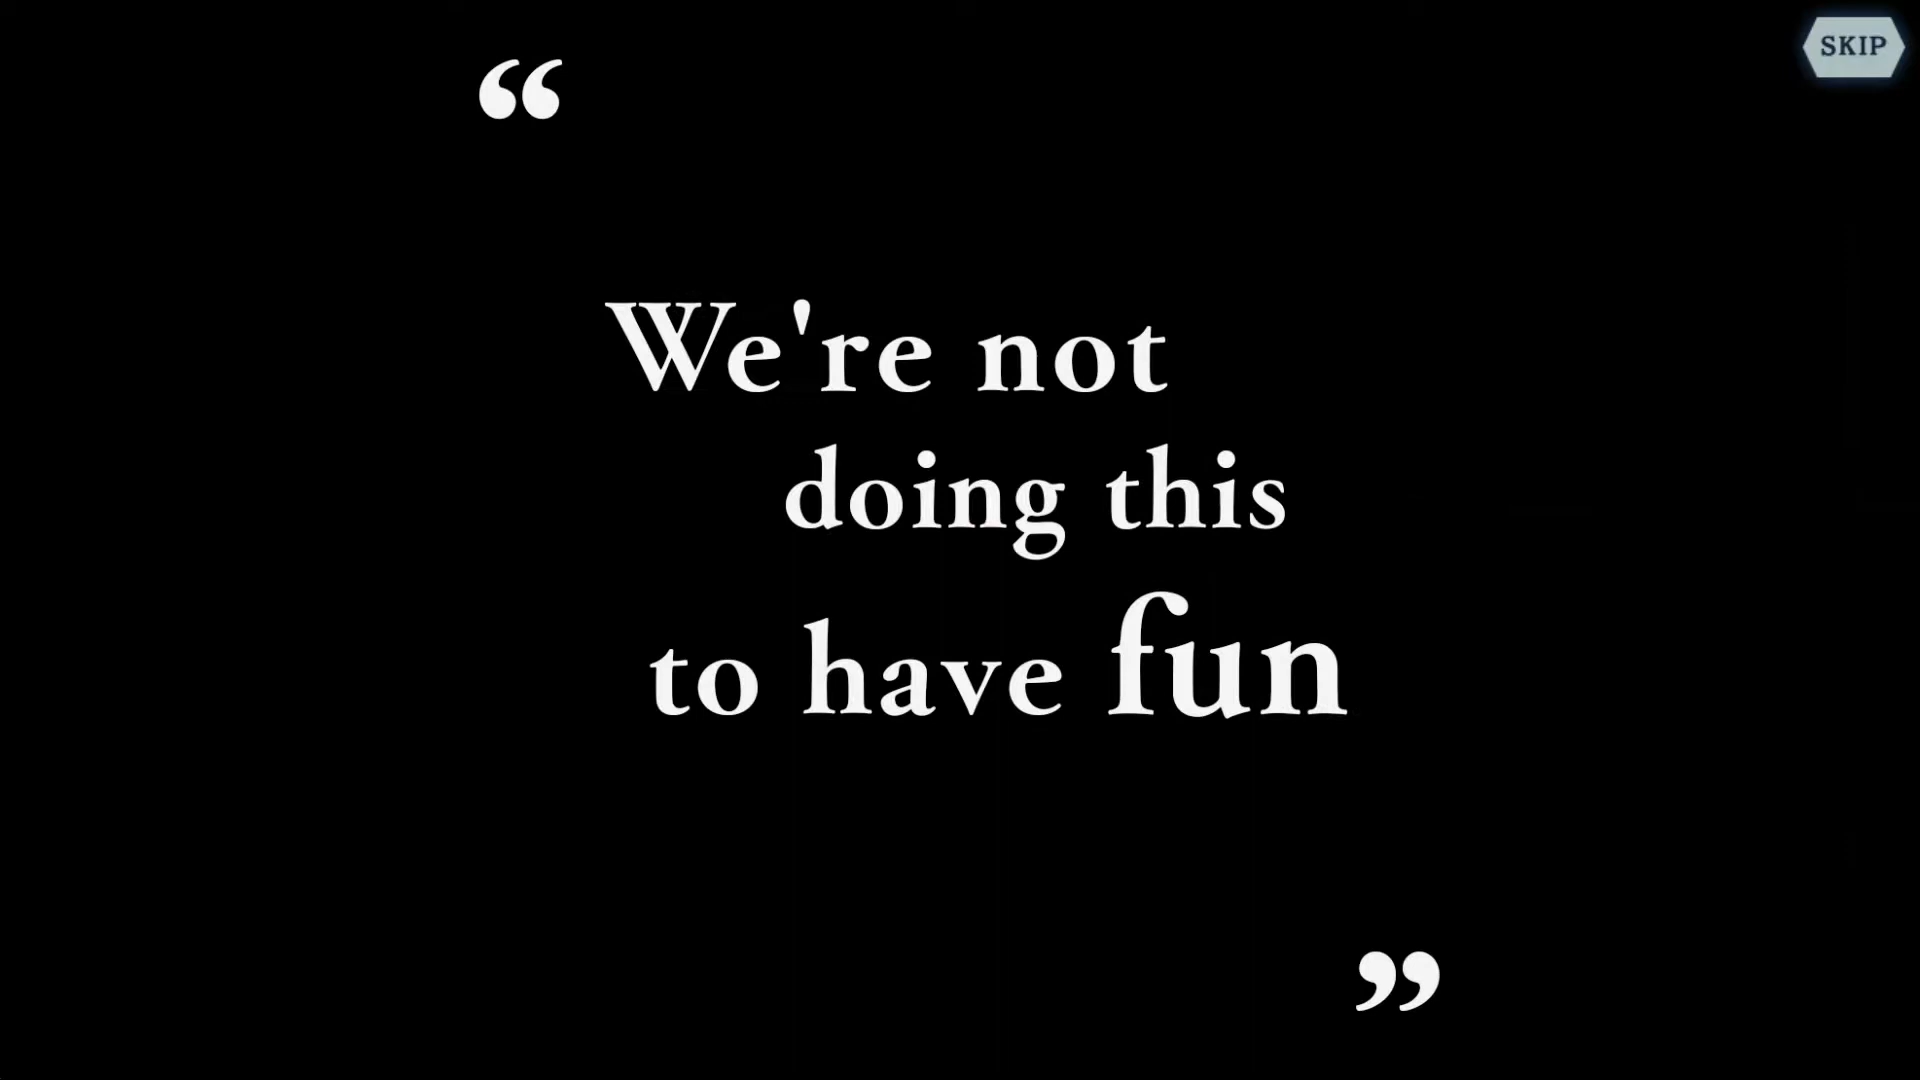 SKIP
“
We're not
doing this
to have fun
”